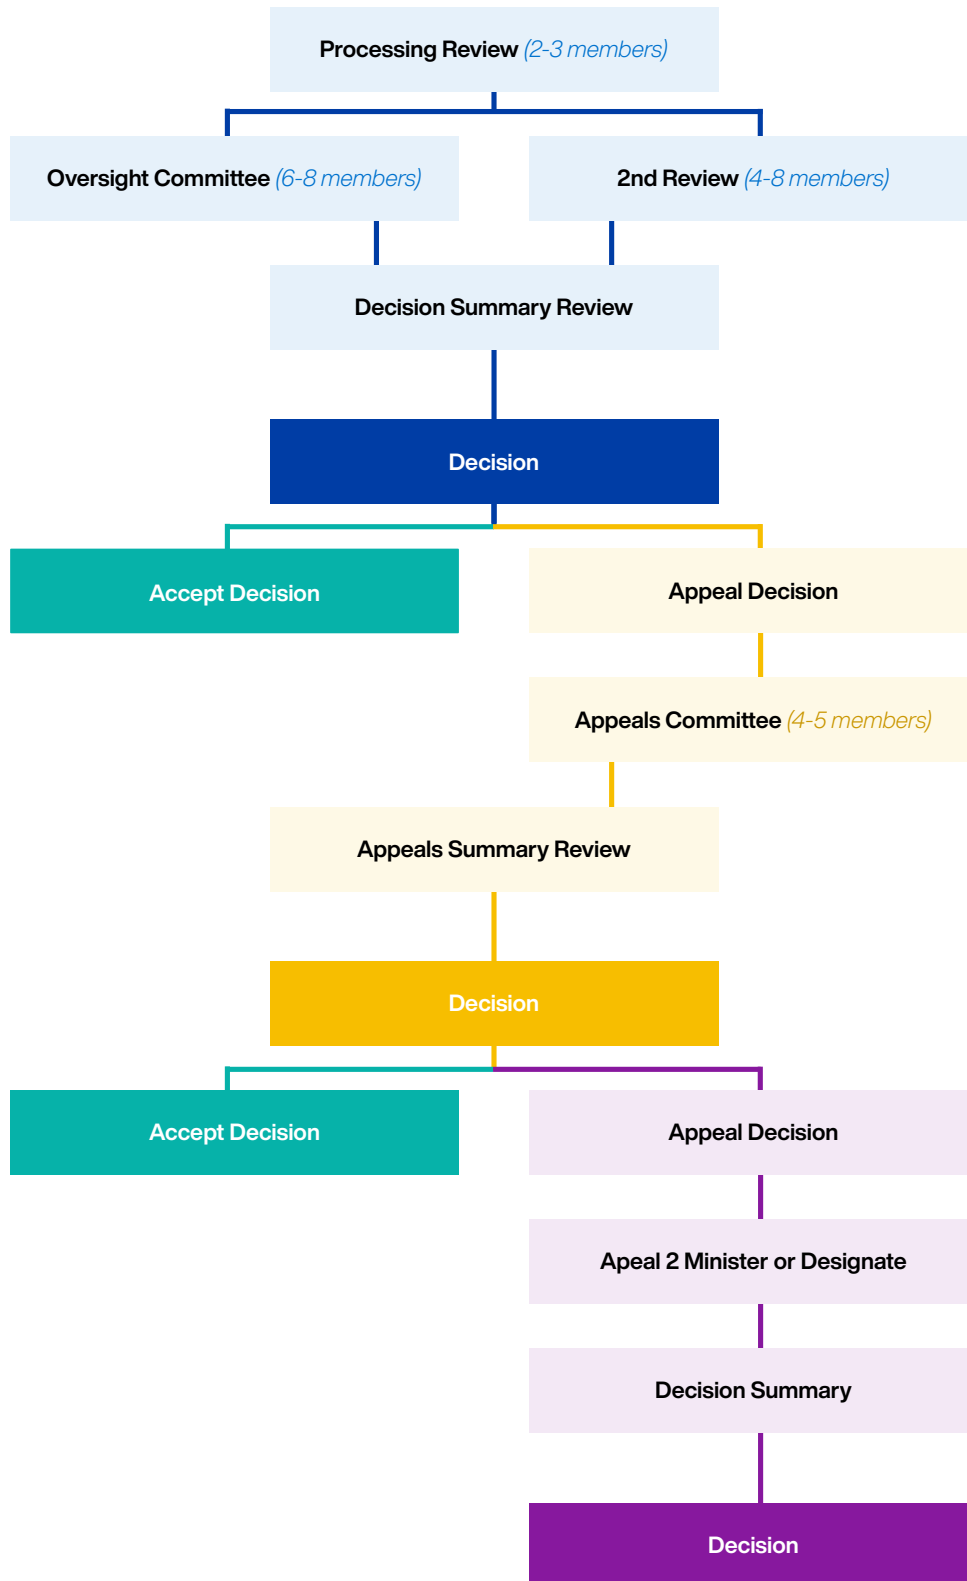 Processing Review (2-3 members)
Oversight Committee (6-8 members)
2nd Review (4-8 members)
Decision Summary Review
Decision
Accept Decision
Appeal Decision
Appeals Committee (4-5 members)
Appeals Summary Review
Decision
Accept Decision
Appeal Decision
Apeal 2 Minister or Designate
Decision Summary
Decision